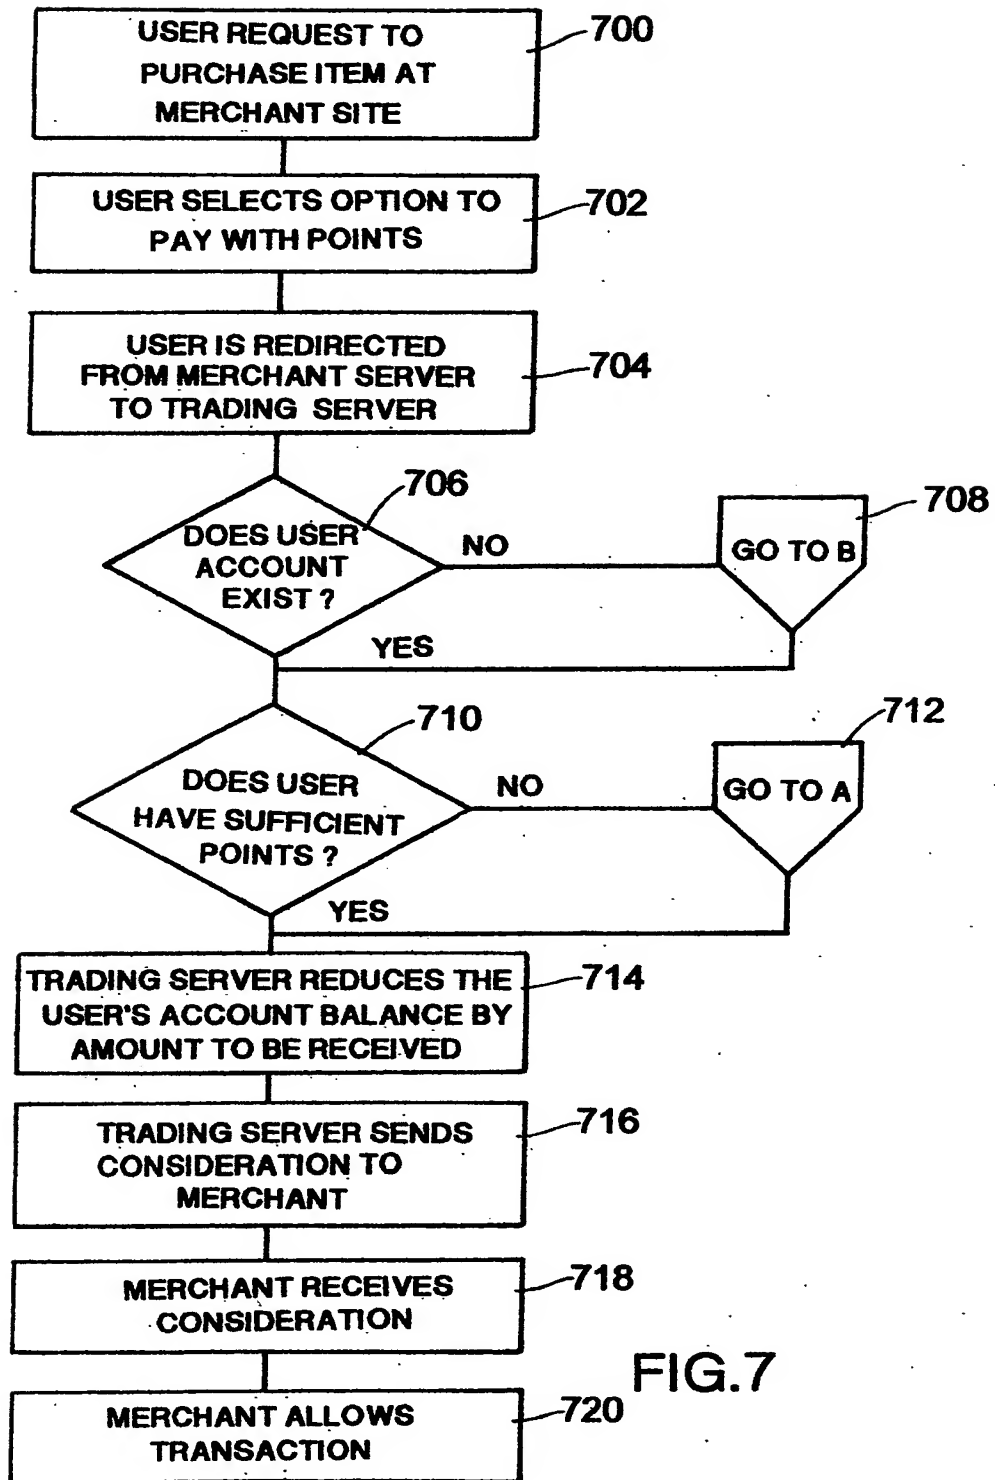 USER REQUEST TO
PURCHASE ITEM AT
MERCHANT SITE
700
USER SELECTS OPTION TO
PAY WITH POINTS
702
USER IS REDIRECTED
FROM MERCHANT SERVER
TO TRADING SERVER
704
706
DOES USER
ACCOUNT
EXIST ?
NO
708
GO TO B
YES
710
DOES USER
HAVE SUFFICIENT
POINTS ?
NO
712
GO TO A
YES
TRADING SERVER REDUCES THE
USER'S ACCOUNT BALANCE BY
AMOUNT TO BE RECEIVED
714
TRADING SERVER SENDS
CONSIDERATION TO
MERCHANT
716
MERCHANT RECEIVES
CONSIDERATION
718
MERCHANT ALLOWS
TRANSACTION
720
FIG.7